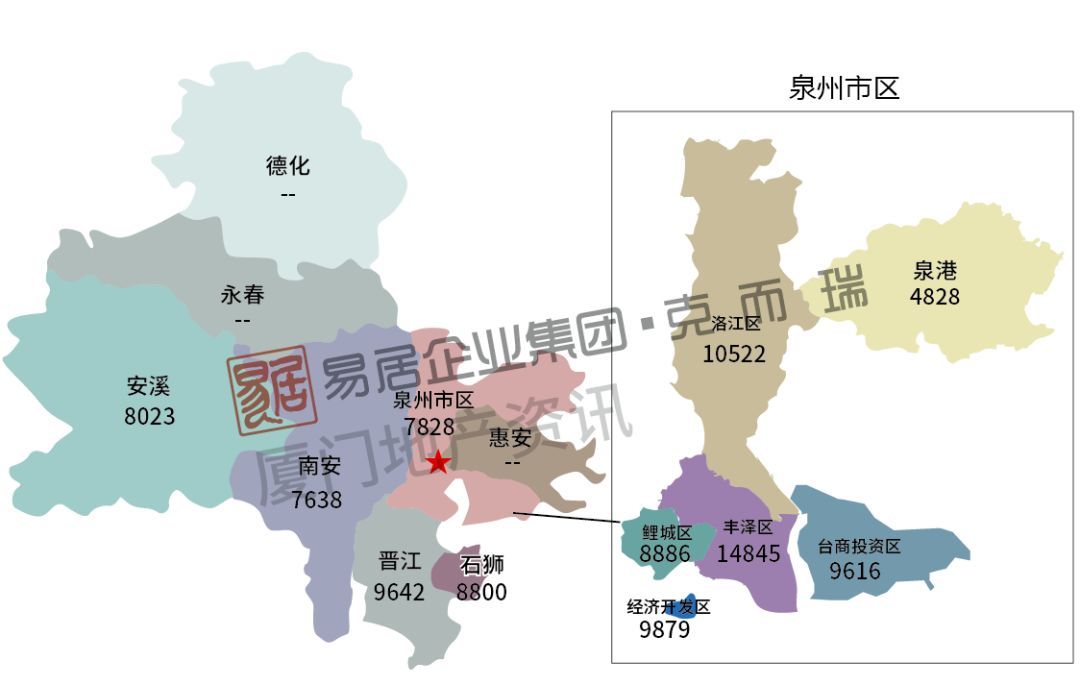 泉州市区
德化
--
永春
--
安溪
8023
南安
7638
泉州市区
7828
惠安
--
晋江
9642
石狮
8800
泉港
4828
洛江区
10522
鲤城区
8886
丰泽区
14845
台商投资区
9616
经济开发区
9879
易居 易居企业集团·克而瑞
厦门地产资讯